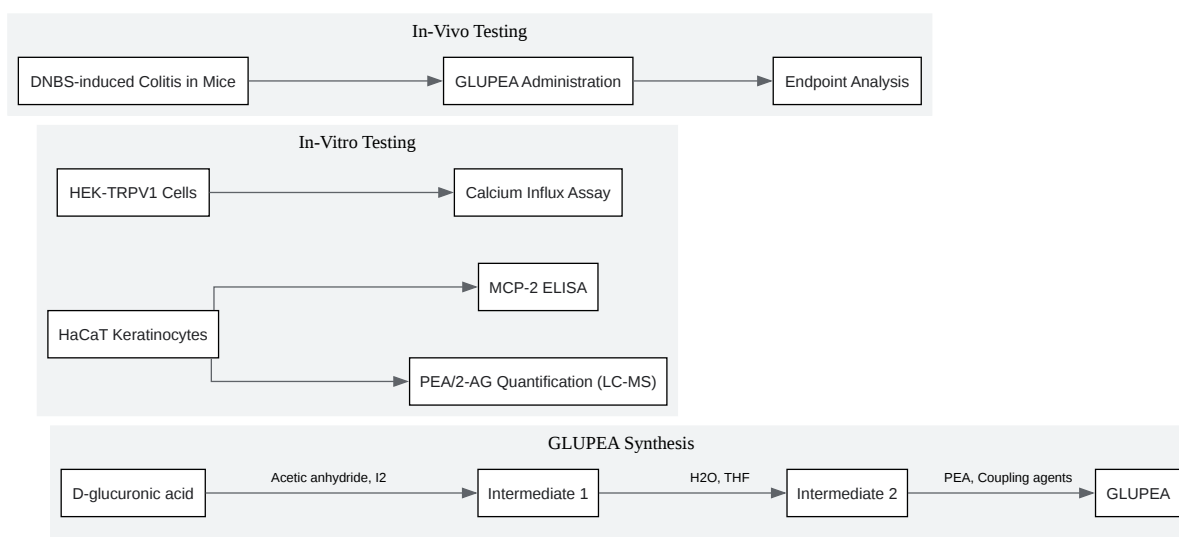 In-Vivo Testing
DNBS-induced Colitis in Mice
GLUPEA Administration
Endpoint Analysis
In-Vitro Testing
HEK-TRPV1 Cells
Calcium Influx Assay
MCP-2 ELISA
HaCaT Keratinocytes
PEA/2-AG Quantification (LC-MS)
GLUPEA Synthesis
D-glucuronic acid
Acetic anhydride, I2
Intermediate 1
H2O, THF
Intermediate 2
PEA, Coupling agents
GLUPEA